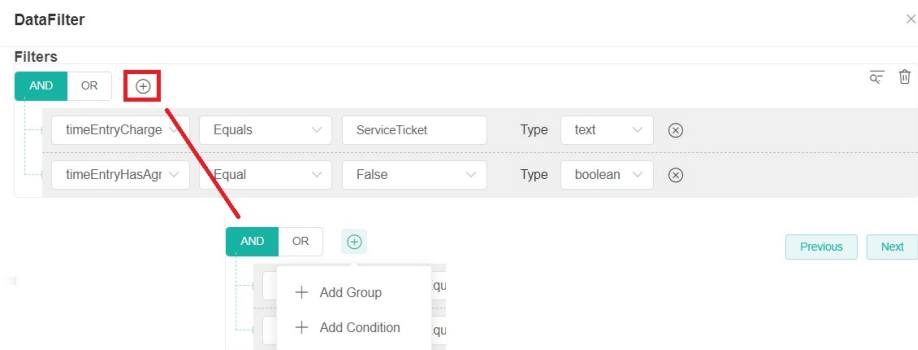 DataFilter
Filters
AND OR
timeEntryCharge Equals ServiceTicket Type text
timeEntryHasAgr Equal False Type boolean
AND OR
Previous Next
Add Group
Add Condition